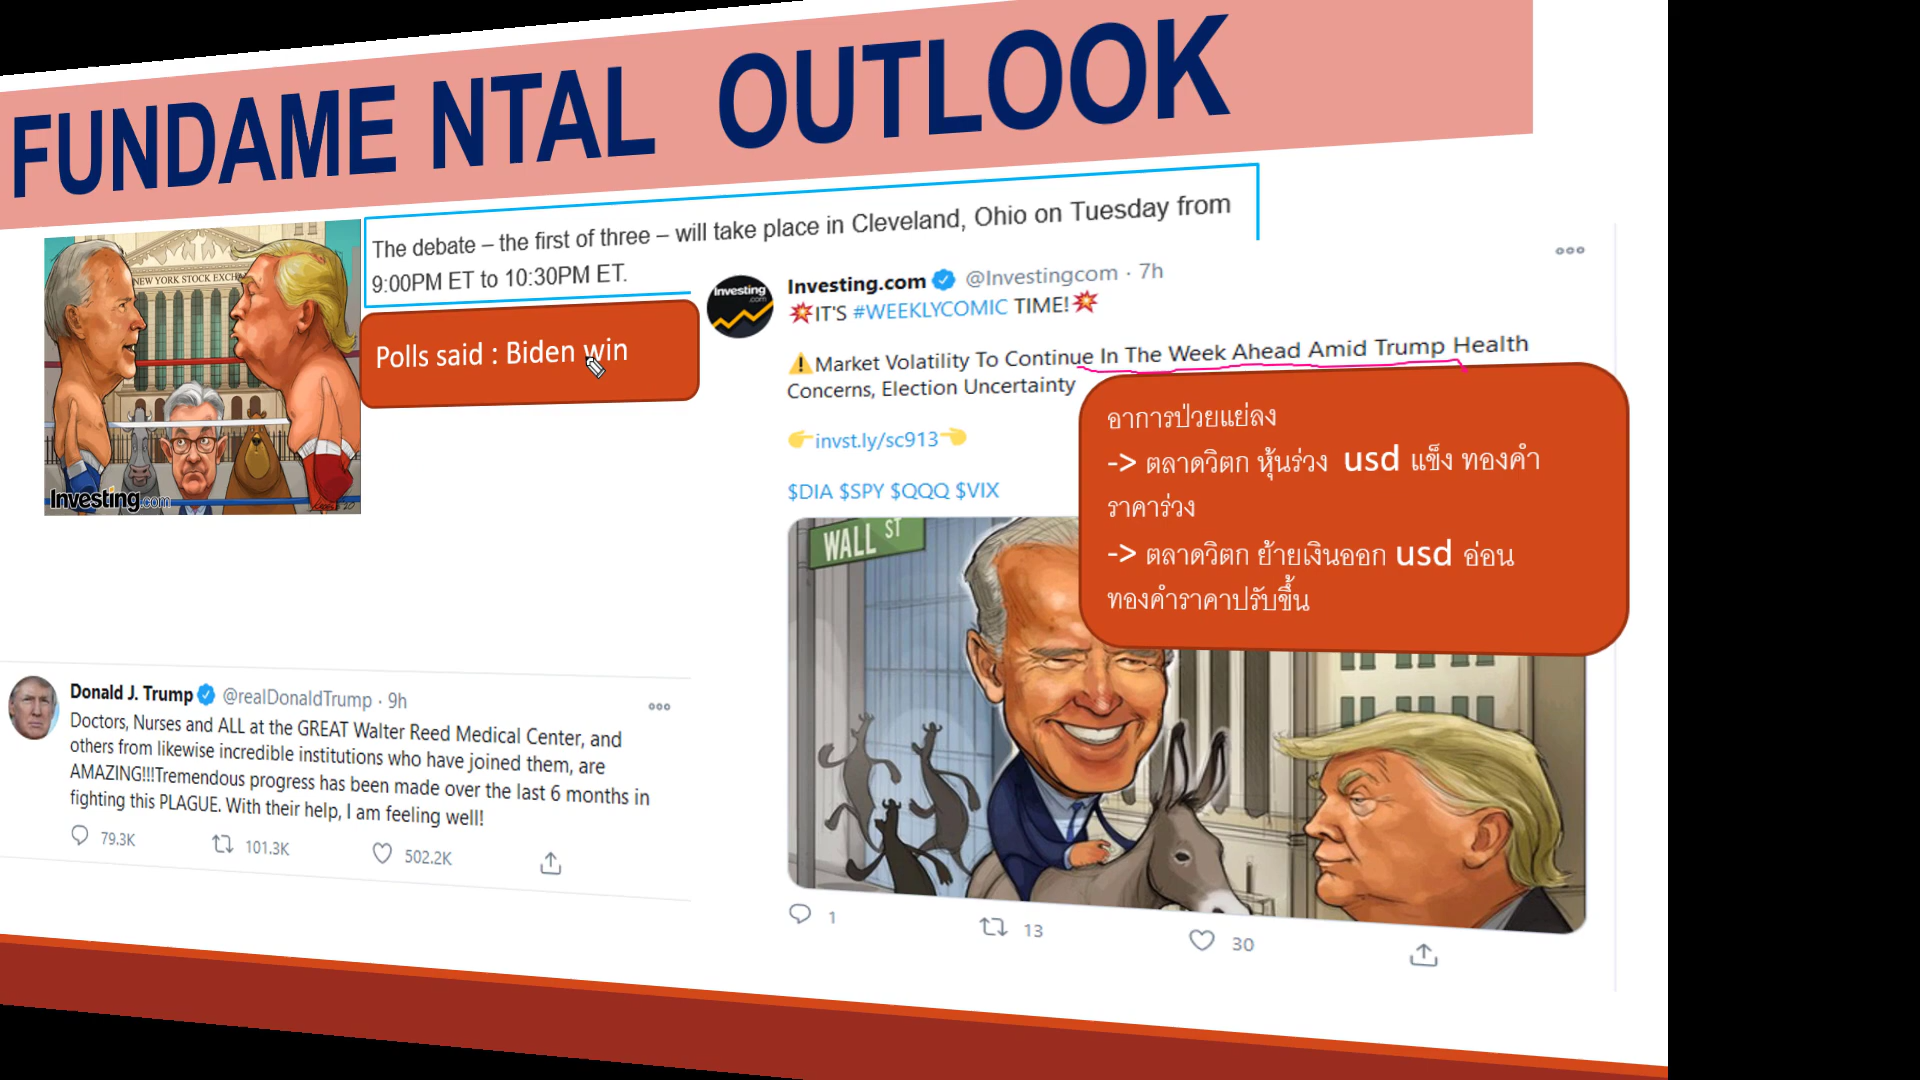 FUNDAME NTAL OUTLOOK
The debate – the first of three – will take place in Cleveland, Ohio on Tuesday from
9:00PM ET to 10:30PM ET.
NEW YORK STOCK EXCH
Investing.com
Polls said : Biden win
Investing.com
Investing.com @Investingcom · 7h
💥IT'S #WEEKLYCOMIC TIME!💥
⚠️Market Volatility To Continue In The Week Ahead Amid Trump Health
Concerns, Election Uncertainty
👉invst.ly/sc913👈
$DIA $SPY $QQQ $VIX
อาการป่วยแย่ลง
-> ตลาดวิตก หุ้นร่วง usd แข็ง ทองคำ
ราคาร่วง
-> ตลาดวิตก ย้ายเงินออก usd อ่อน
ทองคำราคาปรับขึ้น
WALL ST
1 13 30
Donald J. Trump @realDonaldTrump · 9h
Doctors, Nurses and ALL at the GREAT Walter Reed Medical Center, and
others from likewise incredible institutions who have joined them, are
AMAZING!!!Tremendous progress has been made over the last 6 months in
fighting this PLAGUE. With their help, I am feeling well!
79.3K 101.3K 502.2K